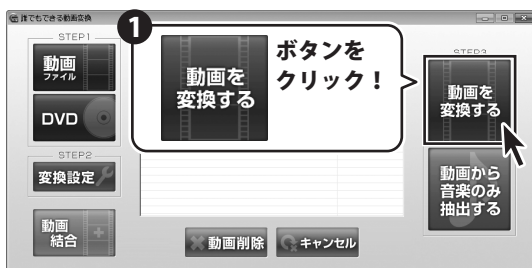 誰でもできる動画変換
STEP1
動画
ファイル
DVD
STEP2
変換設定
動画
結合
1
動画を
変換する
ボタンを
クリック！
STEP3
動画を
変換する
動画から
音楽のみ
抽出する
動画削除
キャンセル